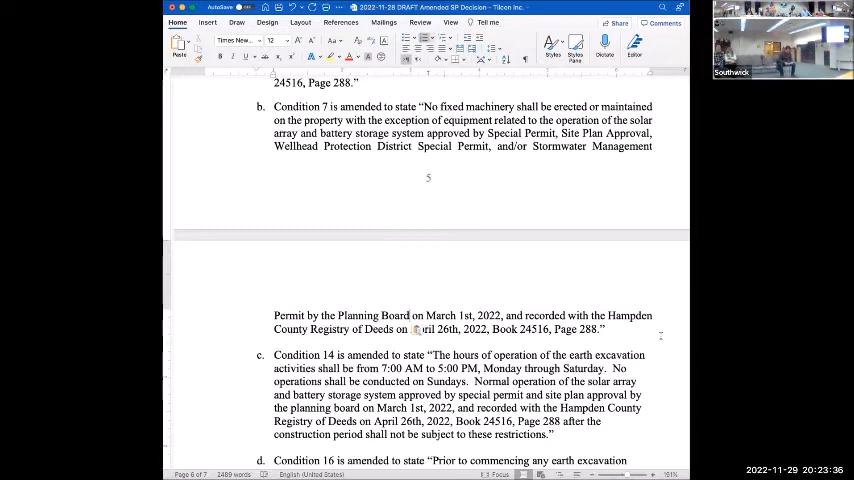 AutoSave OFF
2022-11-28 DRAFT Amended SP Decision - Tilcon Inc.
Home Insert Draw Design Layout References Mailings Review View Tell me Share Comments
Paste Times New... 12 Styles Styles Pane Dictate Editor
24516, Page 288.”
b. Condition 7 is amended to state “No fixed machinery shall be erected or maintained
on the property with the exception of equipment related to the operation of the solar
array and battery storage system approved by Special Permit, Site Plan Approval,
Wellhead Protection District Special Permit, and/or Stormwater Management
5
Permit by the Planning Board on March 1st, 2022, and recorded with the Hampden
County Registry of Deeds on April 26th, 2022, Book 24516, Page 288.”
c. Condition 14 is amended to state “The hours of operation of the earth excavation
activities shall be from 7:00 AM to 5:00 PM, Monday through Saturday. No
operations shall be conducted on Sundays. Normal operation of the solar array
and battery storage system approved by special permit and site plan approval by
the planning board on March 1st, 2022, and recorded with the Hampden County
Registry of Deeds on April 26th, 2022, Book 24516, Page 288 after the
construction period shall not be subject to these restrictions.”
d. Condition 16 is amended to state “Prior to commencing any earth excavation
Page 6 of 7 2489 words English (United States) Focus 191%
Southwick
2022-11-29 20:23:36